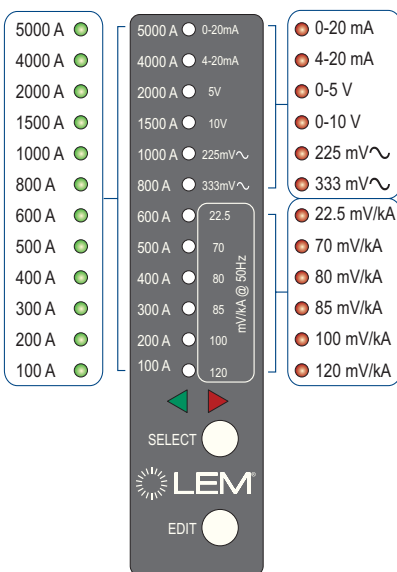 5000 A
4000 A
2000 A
1500 A
1000 A
800 A
600 A
500 A
400 A
300 A
200 A
100 A
5000 A 0-20mA
4000 A 4-20mA
2000 A 5V
1500 A 10V
1000 A 225mV∿
800 A 333mV∿
600 A 22.5
500 A 70
400 A 80
300 A 85
200 A 100
100 A 120
mV/kA @ 50Hz
SELECT
LEM®
EDIT
0-20 mA
4-20 mA
0-5 V
0-10 V
225 mV∿
333 mV∿
22.5 mV/kA
70 mV/kA
80 mV/kA
85 mV/kA
100 mV/kA
120 mV/kA